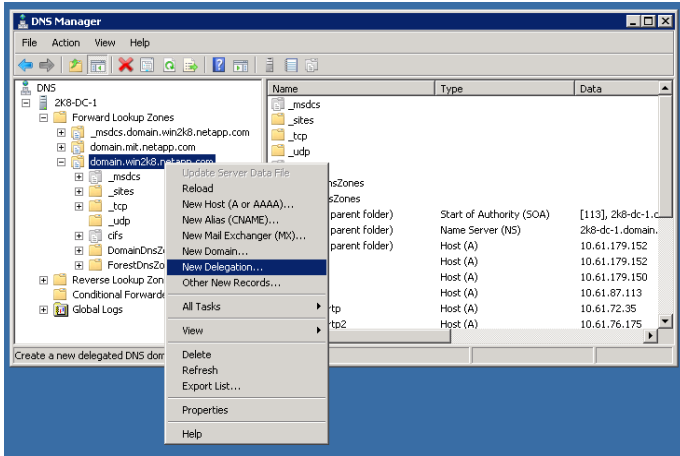 DNS Manager
File Action View Help
DNS
2K8-DC-1
Forward Lookup Zones
_msdcs.domain.win2k8.netapp.com
domain.mit.netapp.com
domain.win2k8.netapp.com
_msdcs
_sites
_tcp
_udp
cifs
DomainDnsZo
ForestDnsZo
Reverse Lookup Zon
Conditional Forwarde
Global Logs
Name Type Data
_msdcs
_sites
_tcp
_udp
nsZones
sZones
parent folder) Start of Authority (SOA) [113], 2k8-dc-1.c
parent folder) Name Server (NS) 2k8-dc-1.domain.
parent folder) Host (A) 10.61.179.152
Host (A) 10.61.179.152
Host (A) 10.61.179.150
Host (A) 10.61.87.113
rtp Host (A) 10.61.72.35
rtp2 Host (A) 10.61.76.175
Update Server Data File
Reload
New Host (A or AAAA)...
New Alias (CNAME)...
New Mail Exchanger (MX)...
New Domain...
New Delegation...
Other New Records...
All Tasks
View
Delete
Refresh
Export List...
Properties
Help
Create a new delegated DNS dom